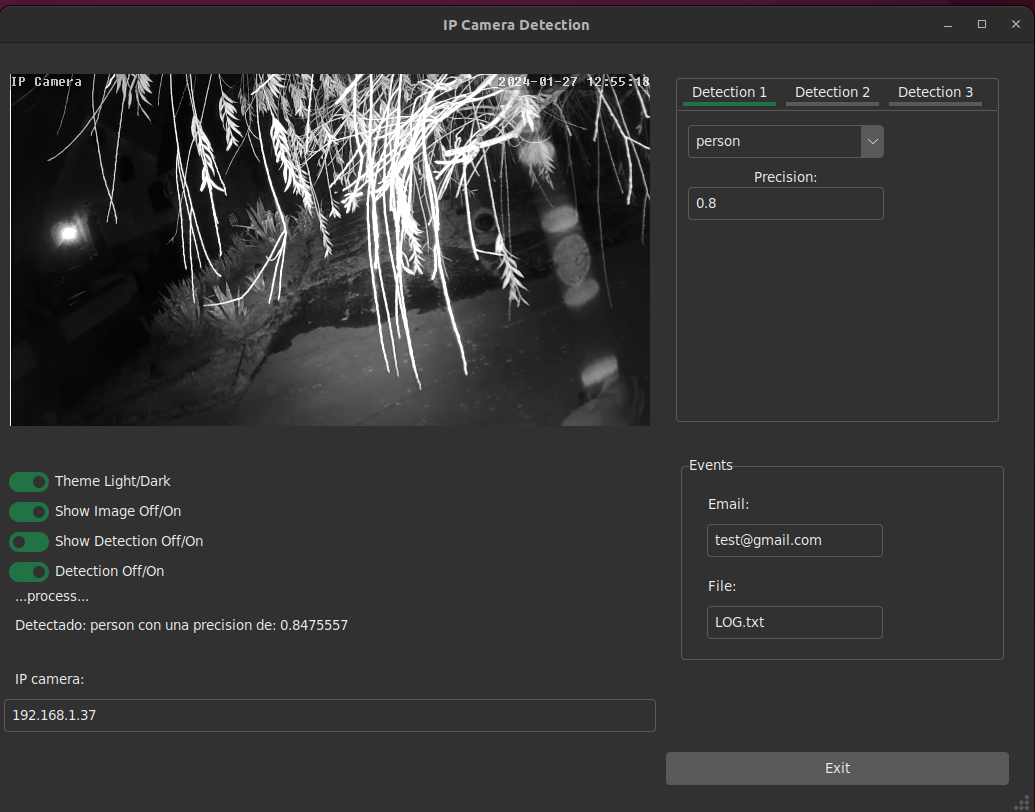 IP Camera Detection
IP Camera
2024-01-27 12:55:18
Detection 1
Detection 2
Detection 3
person
Precision:
0.8
Theme Light/Dark
Show Image Off/On
Show Detection Off/On
Detection Off/On
...process...
Detectado: person con una precision de: 0.8475557
IP camera:
192.168.1.37
Events
Email:
test@gmail.com
File:
LOG.txt
Exit